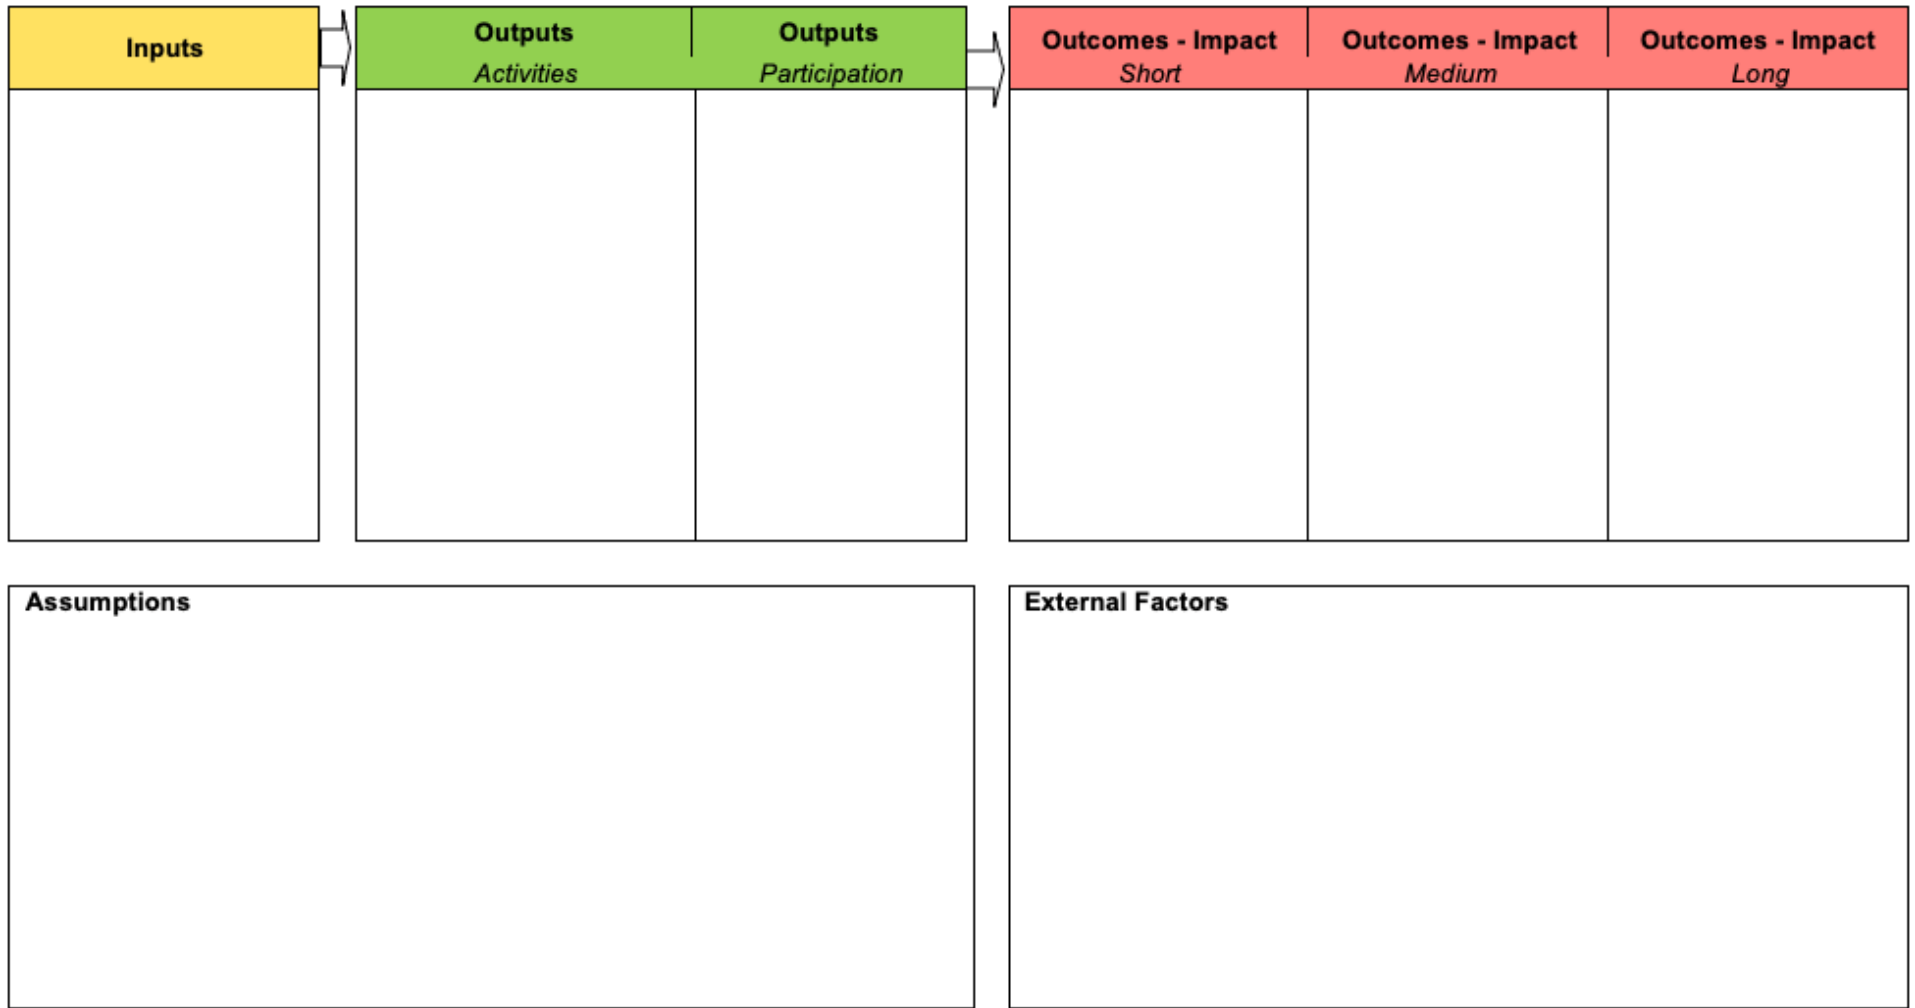 Inputs
Outputs
Activities
Outputs
Participation
Outcomes - Impact
Short
Outcomes - Impact
Medium
Outcomes - Impact
Long
Assumptions
External Factors